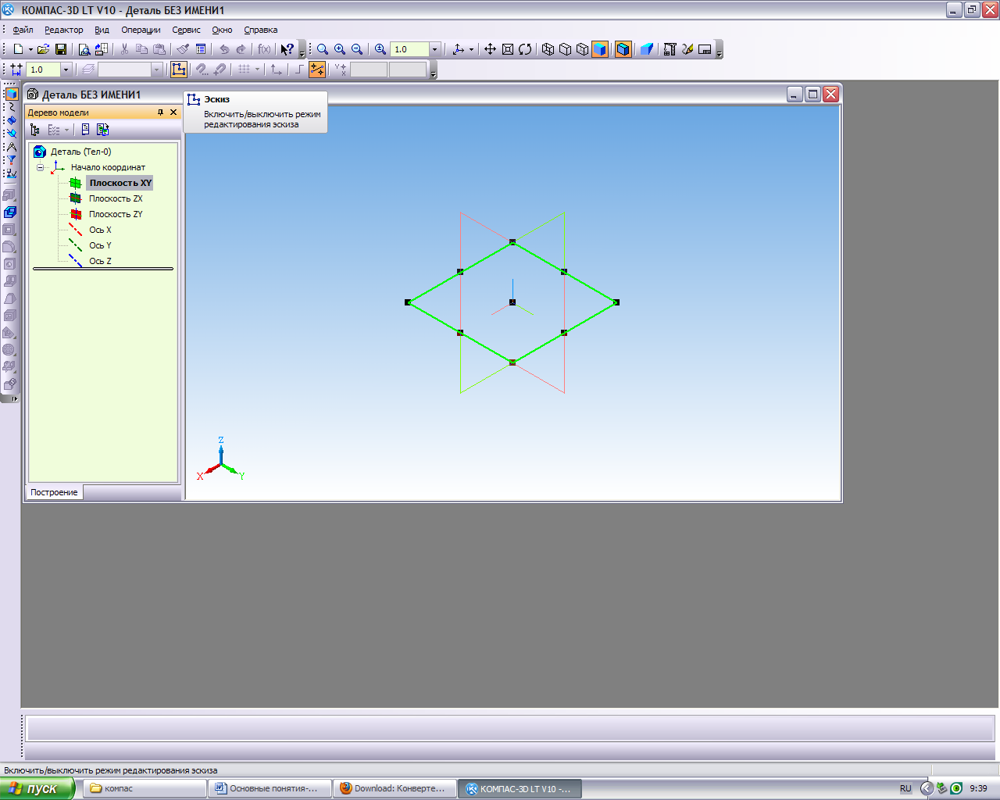 КОМПАС-3D LT V10 - Деталь БЕЗ ИМЕНИ1
Файл Редактор Вид Операции Сервис Окно Справка
f(x) 1.0
1.0
Деталь БЕЗ ИМЕНИ1
Эскиз
Включить/выключить режим
редактирования эскиза
Дерево модели
Деталь (Тел-0)
Начало координат
Плоскость XY
Плоскость ZX
Плоскость ZY
Ось X
Ось Y
Ось Z
Z
X Y
Построение
Включить/выключить режим редактирования эскиза
пуск компас Основные понятия-... Download: Конверте... КОМПАС-3D LT V10 -... RU 9:39